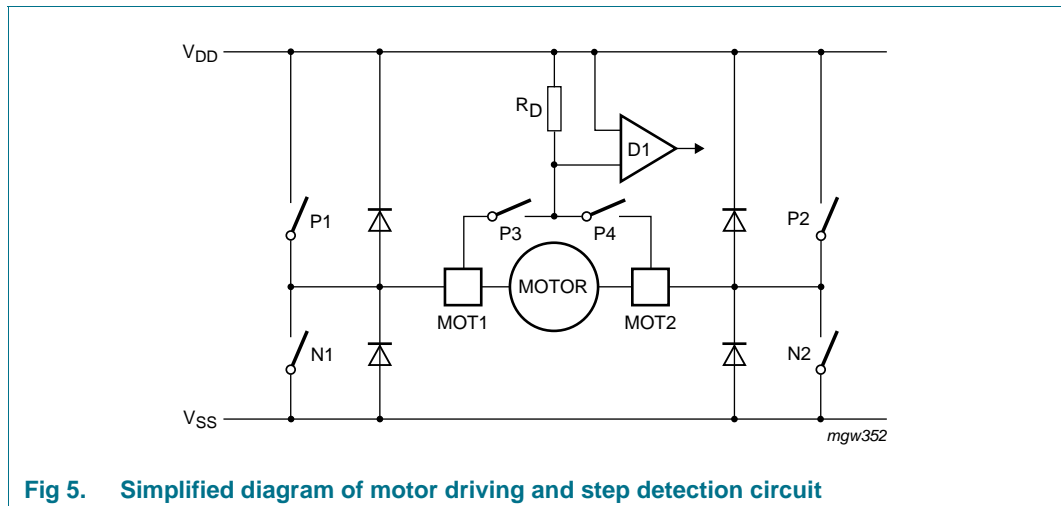 VDD
RD
D1
P1
P3
P4
P2
MOTOR
MOT1
MOT2
N1
N2
VSS
mgw352
Fig 5. Simplified diagram of motor driving and step detection circuit